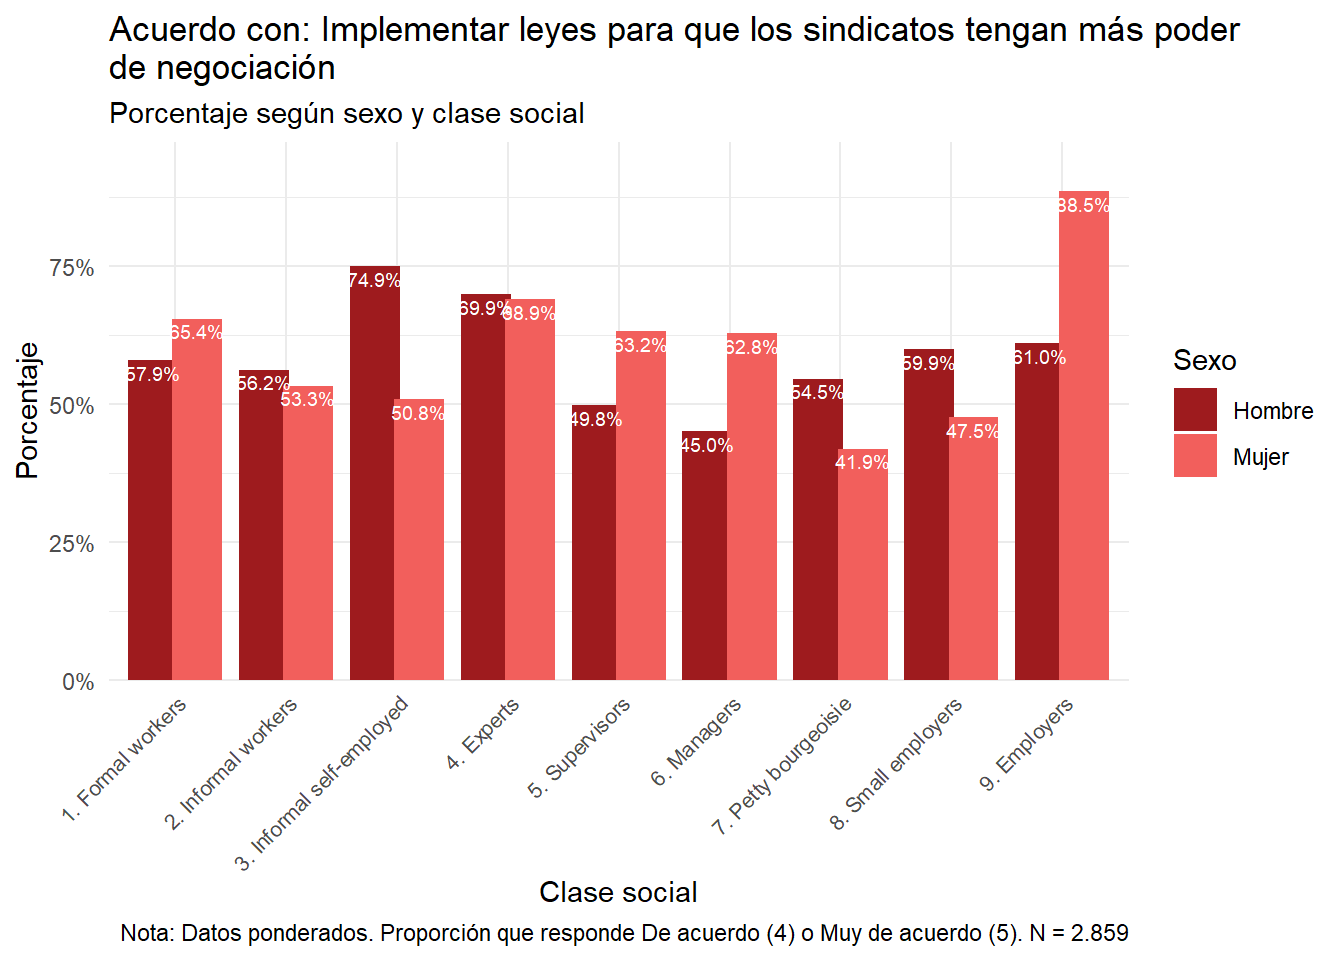 Acuerdo con: Implementar leyes para que los sindicatos tengan más poder
de negociación
Porcentaje según sexo y clase social
Porcentaje
75%
50%
25%
0%
57.9%
65.4%
56.2%
53.3%
74.9%
50.8%
69.9%
68.9%
49.8%
63.2%
45.0%
62.8%
54.5%
41.9%
59.9%
47.5%
61.0%
88.5%
1. Formal workers
2. Informal workers
3. Informal self-employed
4. Experts
5. Supervisors
6. Managers
7. Petty bourgeoisie
8. Small employers
9. Employers
Clase social
Sexo
Hombre
Mujer
Nota: Datos ponderados. Proporción que responde De acuerdo (4) o Muy de acuerdo (5). N = 2.859